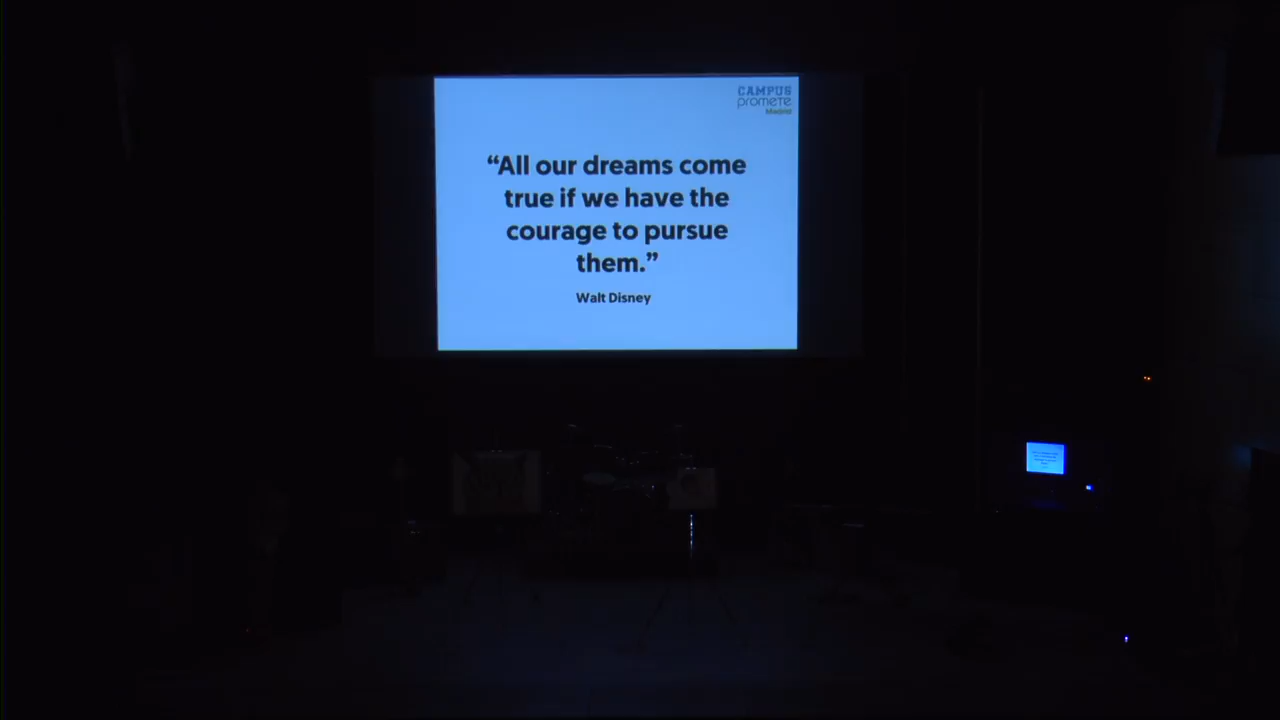 CAMPUS
promete
Madrid
“All our dreams come
true if we have the
courage to pursue
them.”
Walt Disney